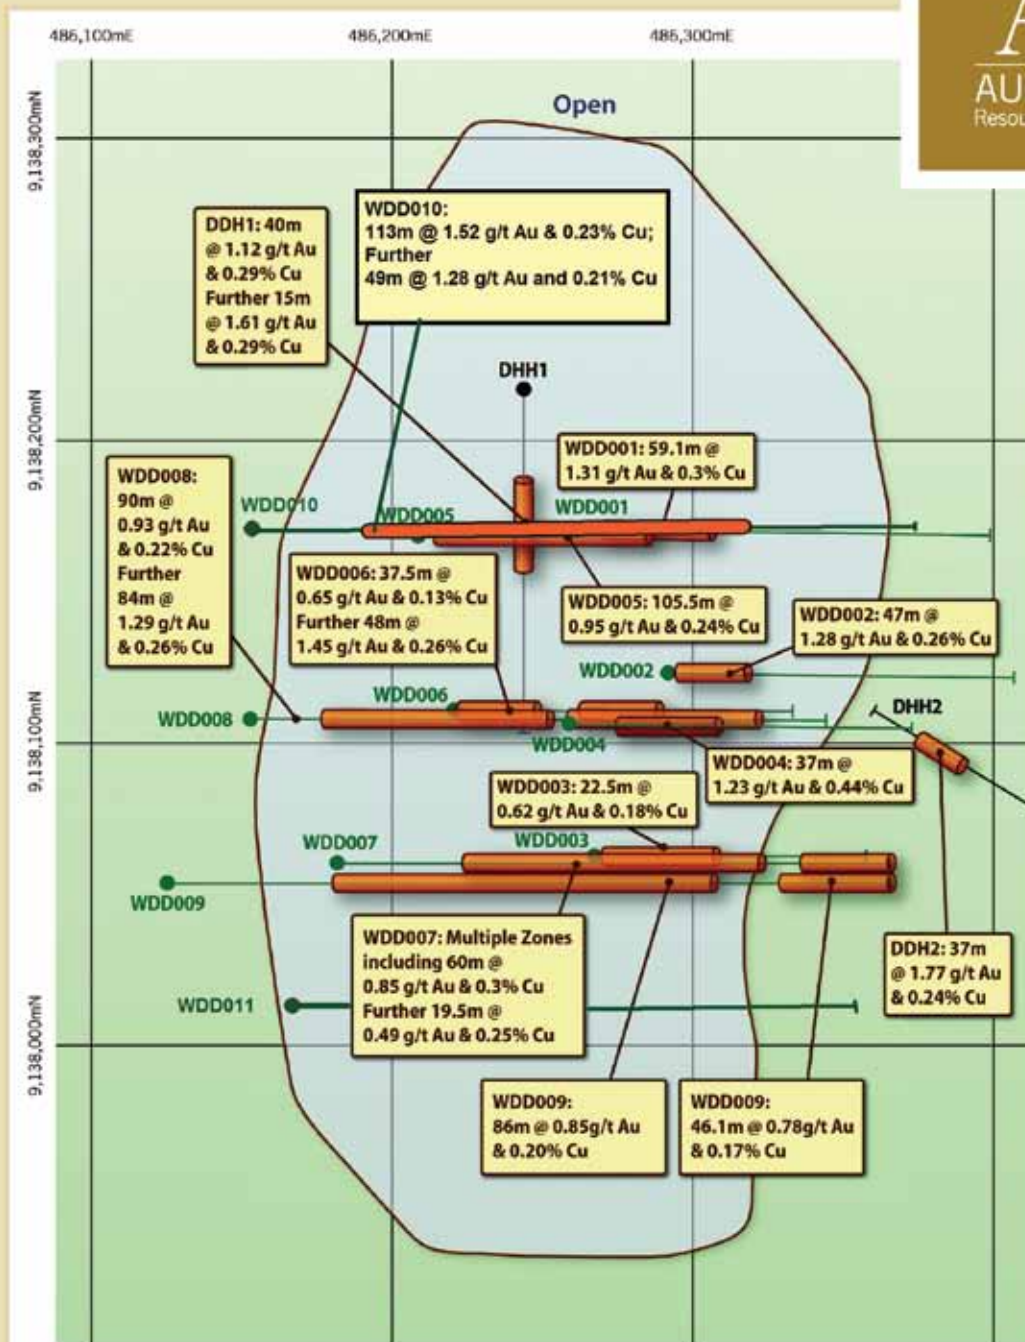 486,100mE
486,200mE
486,300mE
AU
Resou
9,138,300mN
9,138,200mN
9,138,100mN
9,138,000mN
Open
DDH1: 40m
@ 1.12 g/t Au
& 0.29% Cu
Further 15m
@ 1.61 g/t Au
& 0.29% Cu
WDD010:
113m @ 1.52 g/t Au & 0.23% Cu;
Further
49m @ 1.28 g/t Au and 0.21% Cu
DHH1
WDD001: 59.1m @
1.31 g/t Au & 0.3% Cu
WDD008:
90m @
0.93 g/t Au
& 0.22% Cu
Further
84m @
1.29 g/t Au
& 0.26% Cu
WDD010
WDD005
WDD001
WDD006: 37.5m @
0.65 g/t Au & 0.13% Cu
Further 48m @
1.45 g/t Au & 0.26% Cu
WDD005: 105.5m @
0.95 g/t Au & 0.24% Cu
WDD002: 47m @
1.28 g/t Au & 0.26% Cu
WDD002
WDD006
WDD008
WDD004
DHH2
WDD004: 37m @
1.23 g/t Au & 0.44% Cu
WDD003: 22.5m @
0.62 g/t Au & 0.18% Cu
WDD007
WDD003
WDD009
WDD007: Multiple Zones
including 60m @
0.85 g/t Au & 0.3% Cu
Further 19.5m @
0.49 g/t Au & 0.25% Cu
DDH2: 37m
@ 1.77 g/t Au
& 0.24% Cu
WDD011
WDD009:
86m @ 0.85g/t Au
& 0.20% Cu
WDD009:
46.1m @ 0.78g/t Au
& 0.17% Cu